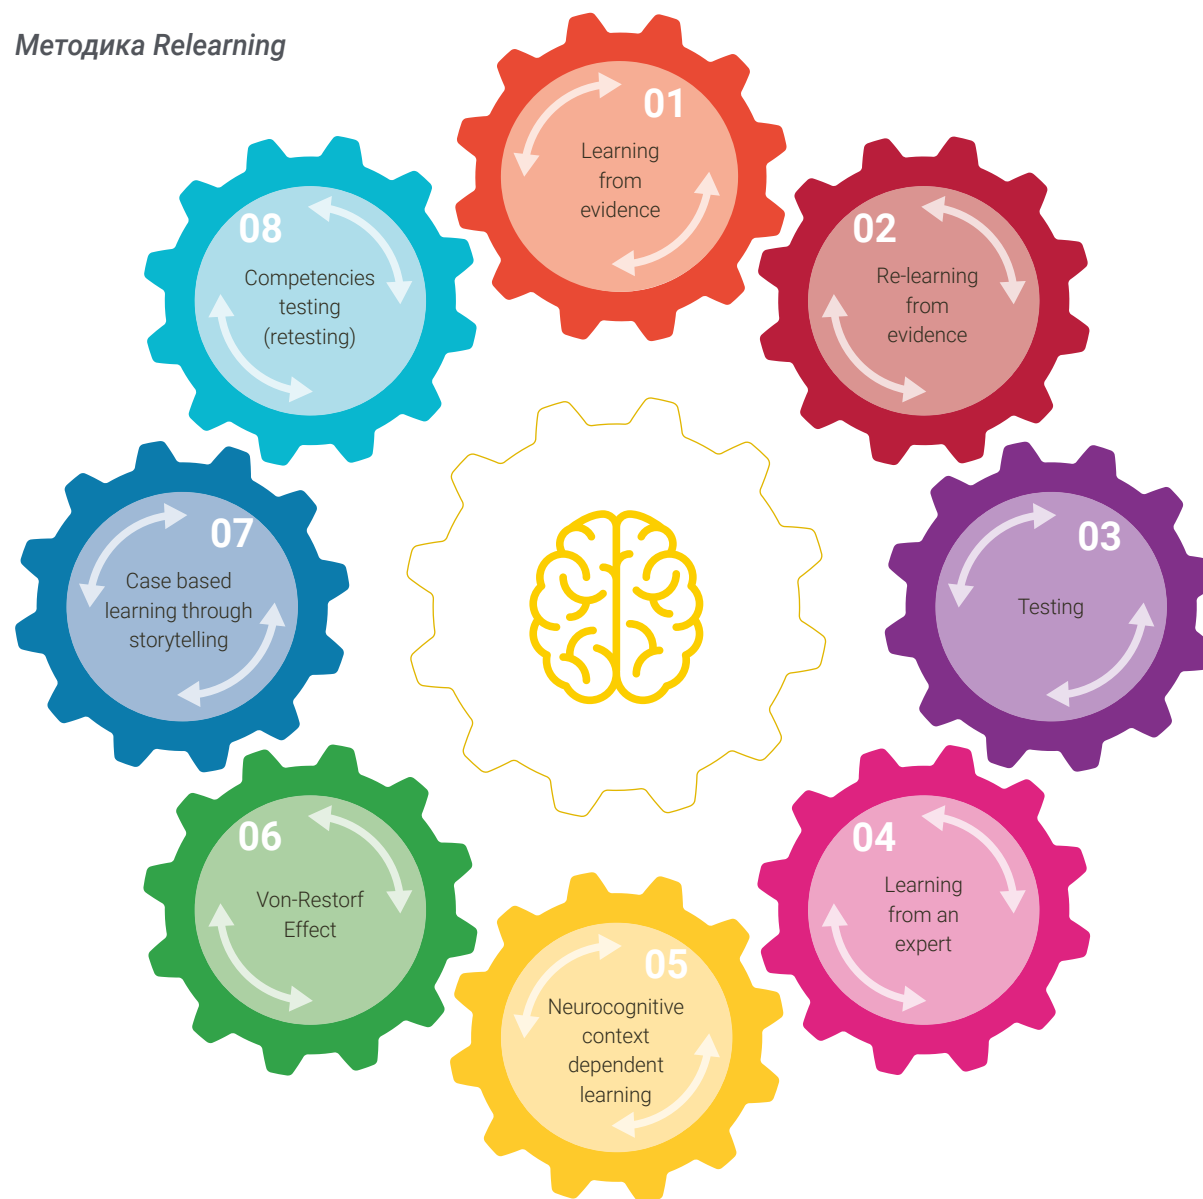 Методика Relearning
01
Learning
from
evidence
02
Re-learning
from
evidence
03
Testing
04
Learning
from an
expert
05
Neurocognitive
context
dependent
learning
06
Von-Restorf
Effect
07
Case based
learning through
storytelling
08
Competencies
testing
(retesting)